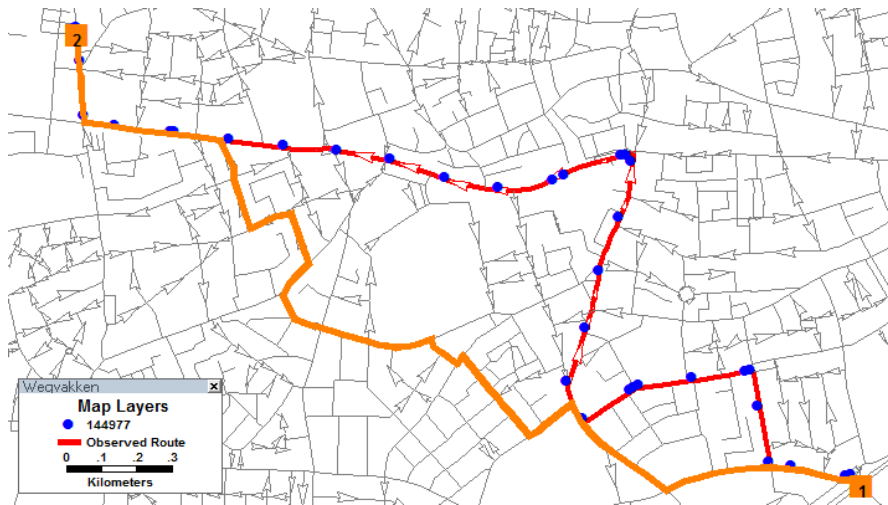 2
Wegvakken
Map Layers
144977
Observed Route
0 .1 .2 .3
Kilometers
1